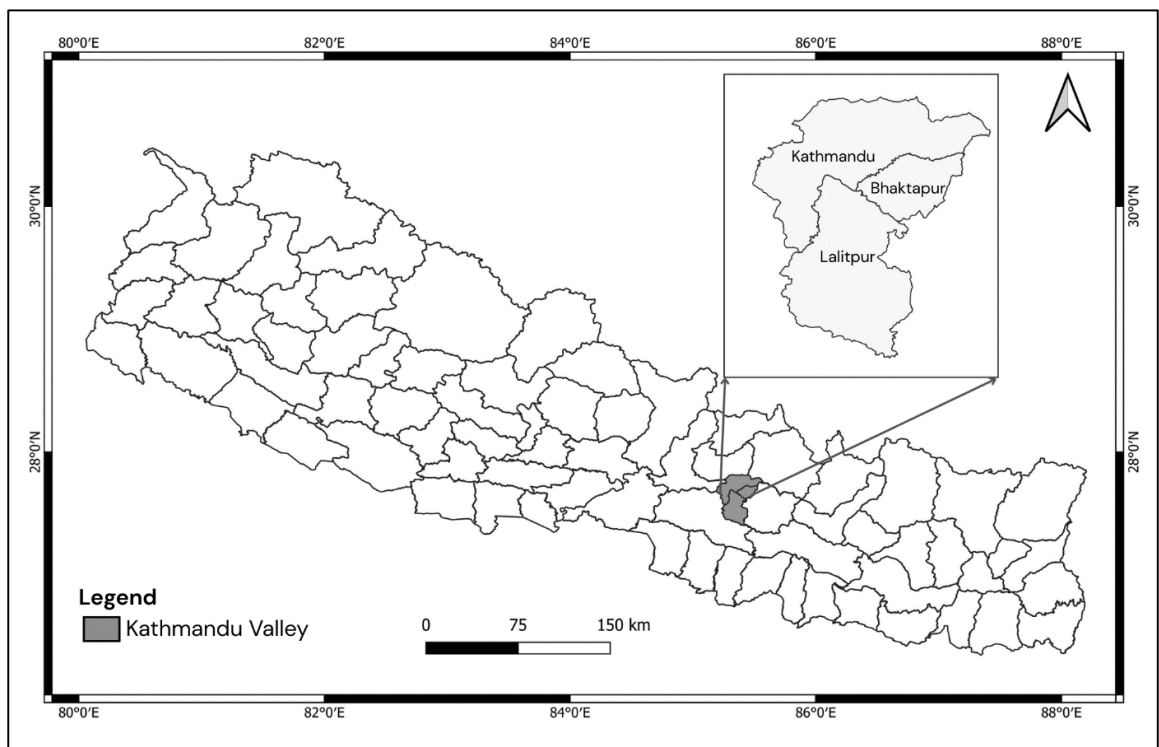 80°0′E 82°0′E 84°0′E 86°0′E 88°0′E
Kathmandu
Bhaktapur
Lalitpur
30°0′N 30°0′N
28°0′N 28°0′N
Legend
Kathmandu Valley
0 75 150 km
80°0′E 82°0′E 84°0′E 86°0′E 88°0′E